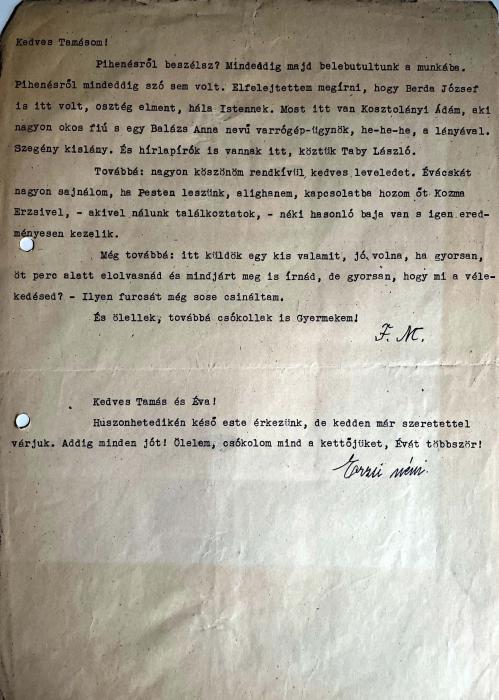 Kedves Tamásom!
Pihenésről beszélsz? Mindeddig majd belebutultunk a munkába.
Pihenésről mindeddig szó sem volt. Elfelejtettem megírni, hogy Berda József
is itt volt, osztég elment, hála Istennek. Most itt van Kosztolányi Ádám, aki
nagyon okos fiú s egy Balázs Anna nevű varrógép-ügynök, he-he-he, a lényával.
Szegény kislány. És hírlapírók is vannak itt, köztük Taby László.
Továbbá: nagyon köszönöm rendkívül kedves leveledet. Évácskát
nagyon sajnálom, ha Pesten leszünk, alighanem, kapcsolatba hozom őt Kozma
Erzsivel, - akivel nálunk találkoztatok, - néki hasonló baja van s igen ered-
ményesen kezelik.
Még továbbá: itt küldök egy kis valamit, jó volna, ha gyorsan,
öt perc alatt elolvasnád és mindjárt meg is írnád, de gyorsan, hogy mi a véle-
kedésed? - Ilyen furcsát még sose csináltam.
És ölellek, továbbá csókollak is Gyermekem!
F. M.
Kedves Tamás és Éva!
Huszonhetedikén késő este érkezünk, de kedden már szeretettel
várjuk. Addig minden jót! Ölelem, csókolom mind a kettőjüket, Évát többször!
néni.